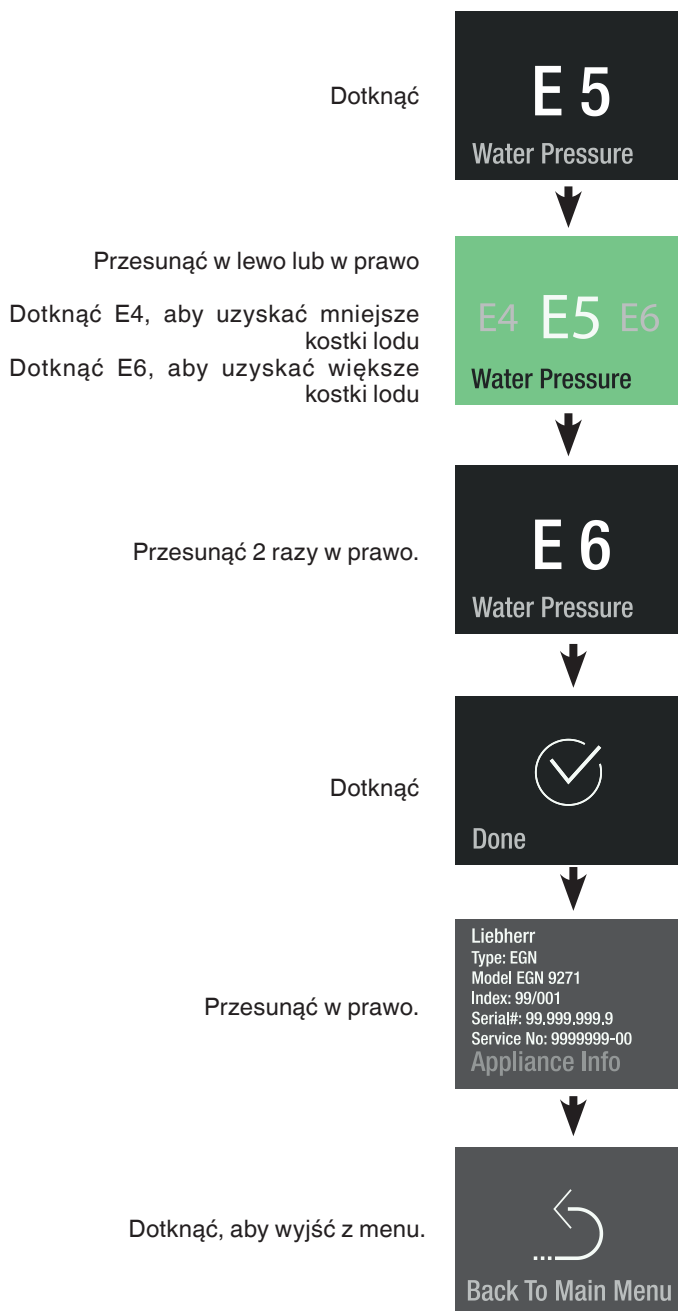 Dotknąć
E 5
Water Pressure
Przesunąć w lewo lub w prawo
Dotknąć E4, aby uzyskać mniejsze
kostki lodu
Dotknąć E6, aby uzyskać większe
kostki lodu
E4 E5 E6
Water Pressure
Przesunąć 2 razy w prawo.
E 6
Water Pressure
Dotknąć
Done
Przesunąć w prawo.
Liebherr
Type: EGN
Model EGN 9271
Index: 99/001
Serial#: 99.999.999.9
Service No: 9999999-00
Appliance Info
Dotknąć, aby wyjść z menu.
Back To Main Menu